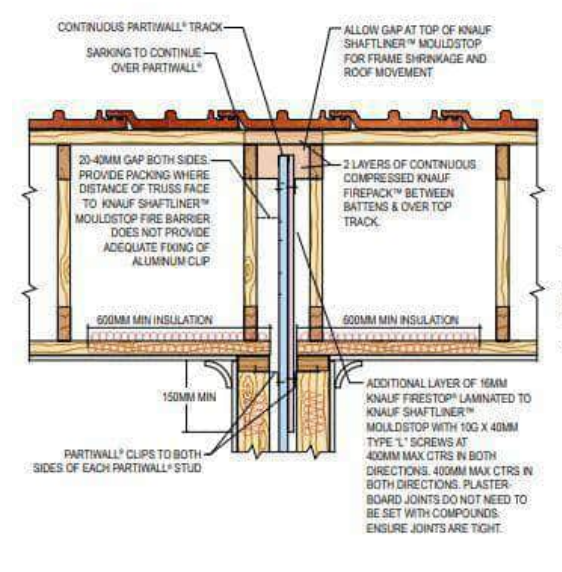 CONTINUOUS PARTIWALL® TRACK
SARKING TO CONTINUE
OVER PARTIWALL®
ALLOW GAP AT TOP OF KNAUF
SHAFTLINER™ MOULDSTOP
FOR FRAME SHRINKAGE AND
ROOF MOVEMENT
20-40MM GAP BOTH SIDES.
PROVIDE PACKING WHERE
DISTANCE OF TRUSS FACE
TO KNAUF SHAFTLINER™
MOULDSTOP FIRE BARRIER
DOES NOT PROVIDE
ADEQUATE FIXING OF
ALUMINUM CLIP
2 LAYERS OF CONTINUOUS
COMPRESSED KNAUF
FIREPACK™ BETWEEN
BATTENS & OVER TOP
TRACK.
600MM MIN INSULATION
600MM MIN INSULATION
150MM MIN
PARTIWALL® CLIPS TO BOTH
SIDES OF EACH PARTIWALL® STUD
ADDITIONAL LAYER OF 16MM
KNAUF FIRESTOP® LAMINATED TO
KNAUF SHAFTLINER™
MOULDSTOP WITH 10G X 40MM
TYPE "L" SCREWS AT
400MM MAX CTRS IN BOTH
DIRECTIONS. 400MM MAX CTRS IN
BOTH DIRECTIONS. PLASTER-
BOARD JOINTS DO NOT NEED TO
BE SET WITH COMPOUNDS.
ENSURE JOINTS ARE TIGHT.